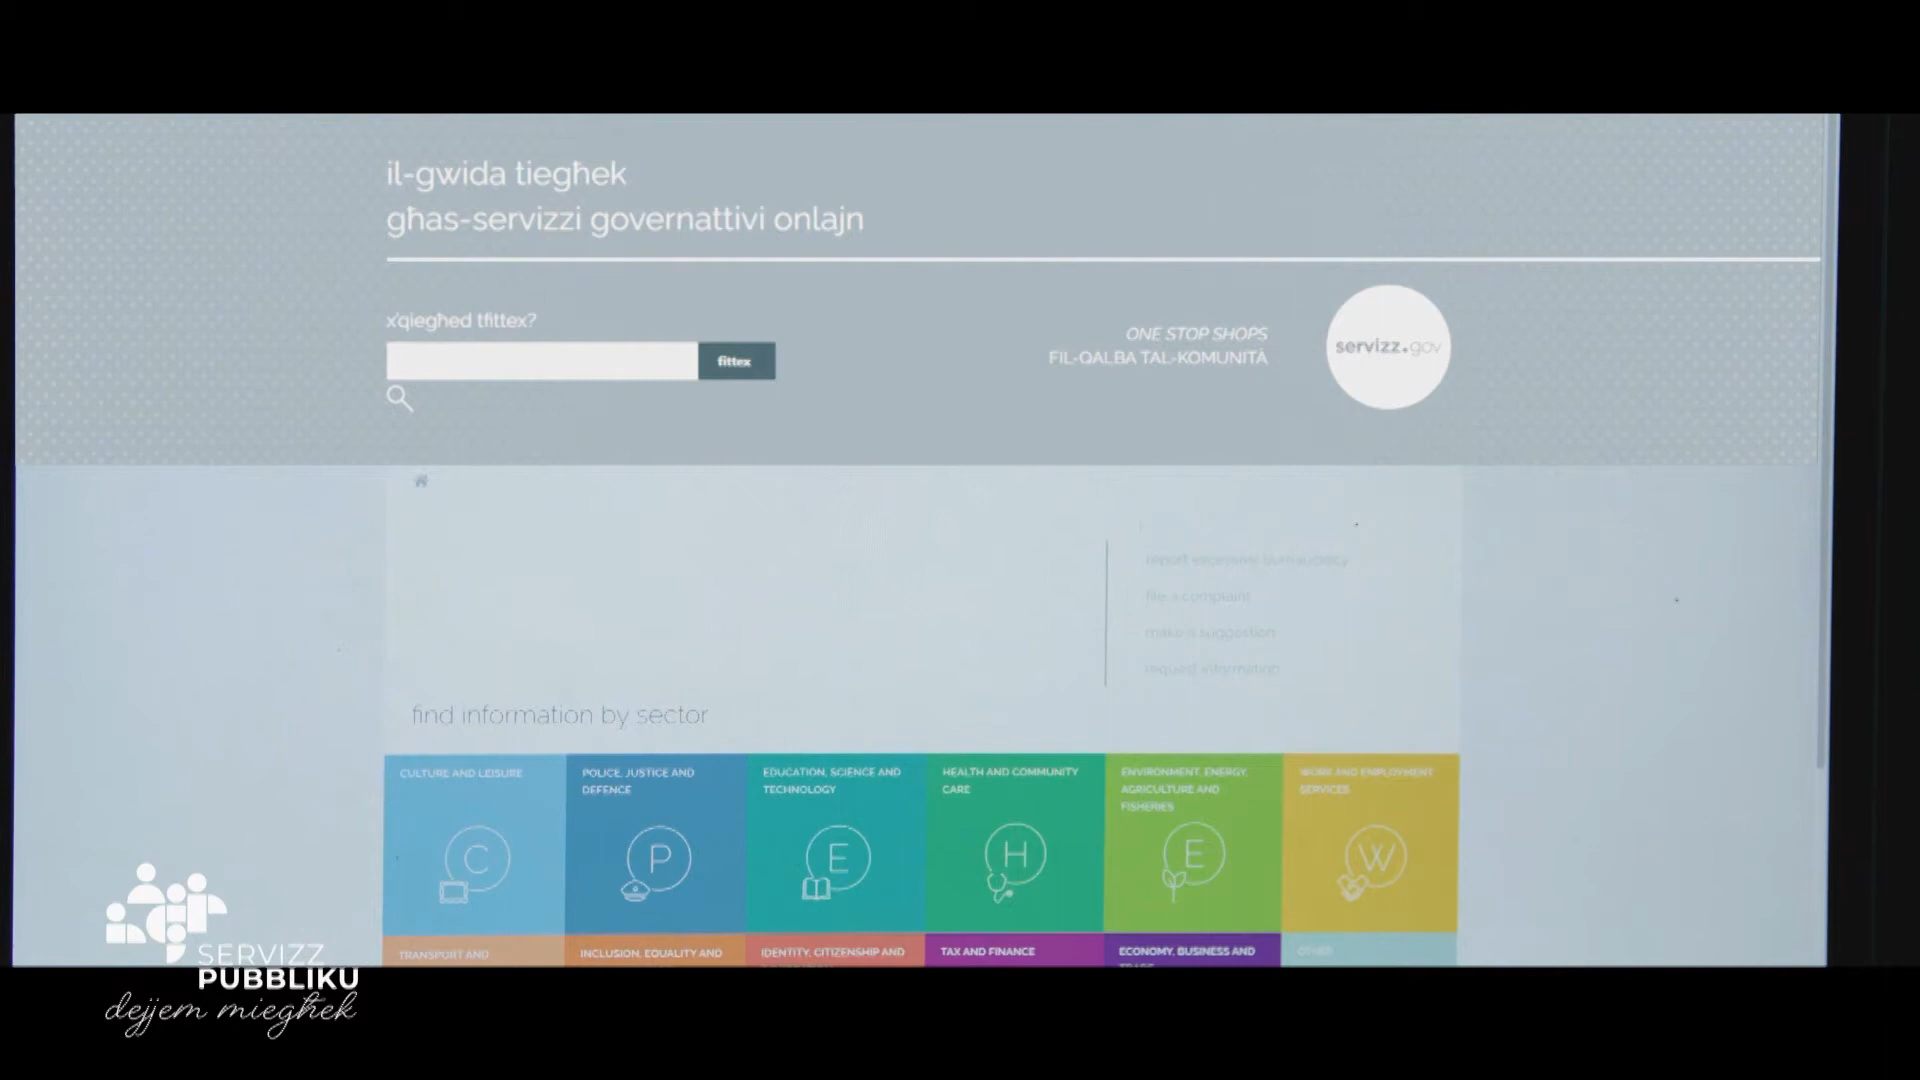 il-gwida tiegħek
għas-servizzi governattivi onlajn
x'qiegħed tfittex?
fittex
ONE STOP SHOPS
FIL-QALBA TAL-KOMUNITÀ
servizz.gov
report excessive bureaucracy
file a complaint
make a suggestion
request information
find information by sector
CULTURE AND LEISURE
C
POLICE, JUSTICE AND
DEFENCE
P
EDUCATION, SCIENCE AND
TECHNOLOGY
E
HEALTH AND COMMUNITY
CARE
H
ENVIRONMENT, ENERGY,
AGRICULTURE AND
FISHERIES
E
WORK AND EMPLOYMENT
SERVICES
W
TRANSPORT AND
INCLUSION, EQUALITY AND
IDENTITY, CITIZENSHIP AND
TAX AND FINANCE
ECONOMY, BUSINESS AND
TRADE
OTHER
SERVIZZ
PUBBLIKU
dejjem miegħek